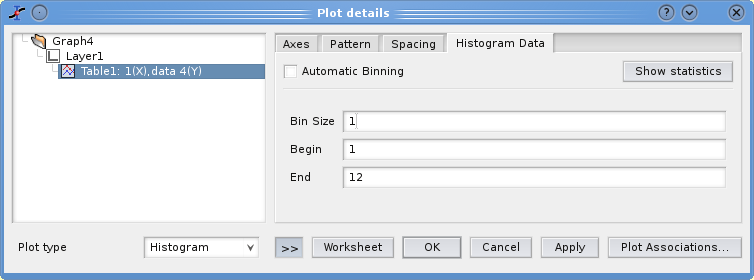 Plot details
Graph4
Layer1
Table1: 1(X),data 4(Y)
Axes Pattern Spacing Histogram Data
Automatic Binning Show statistics
Bin Size 1
Begin 1
End 12
Plot type Histogram >> Worksheet OK Cancel Apply Plot Associations...